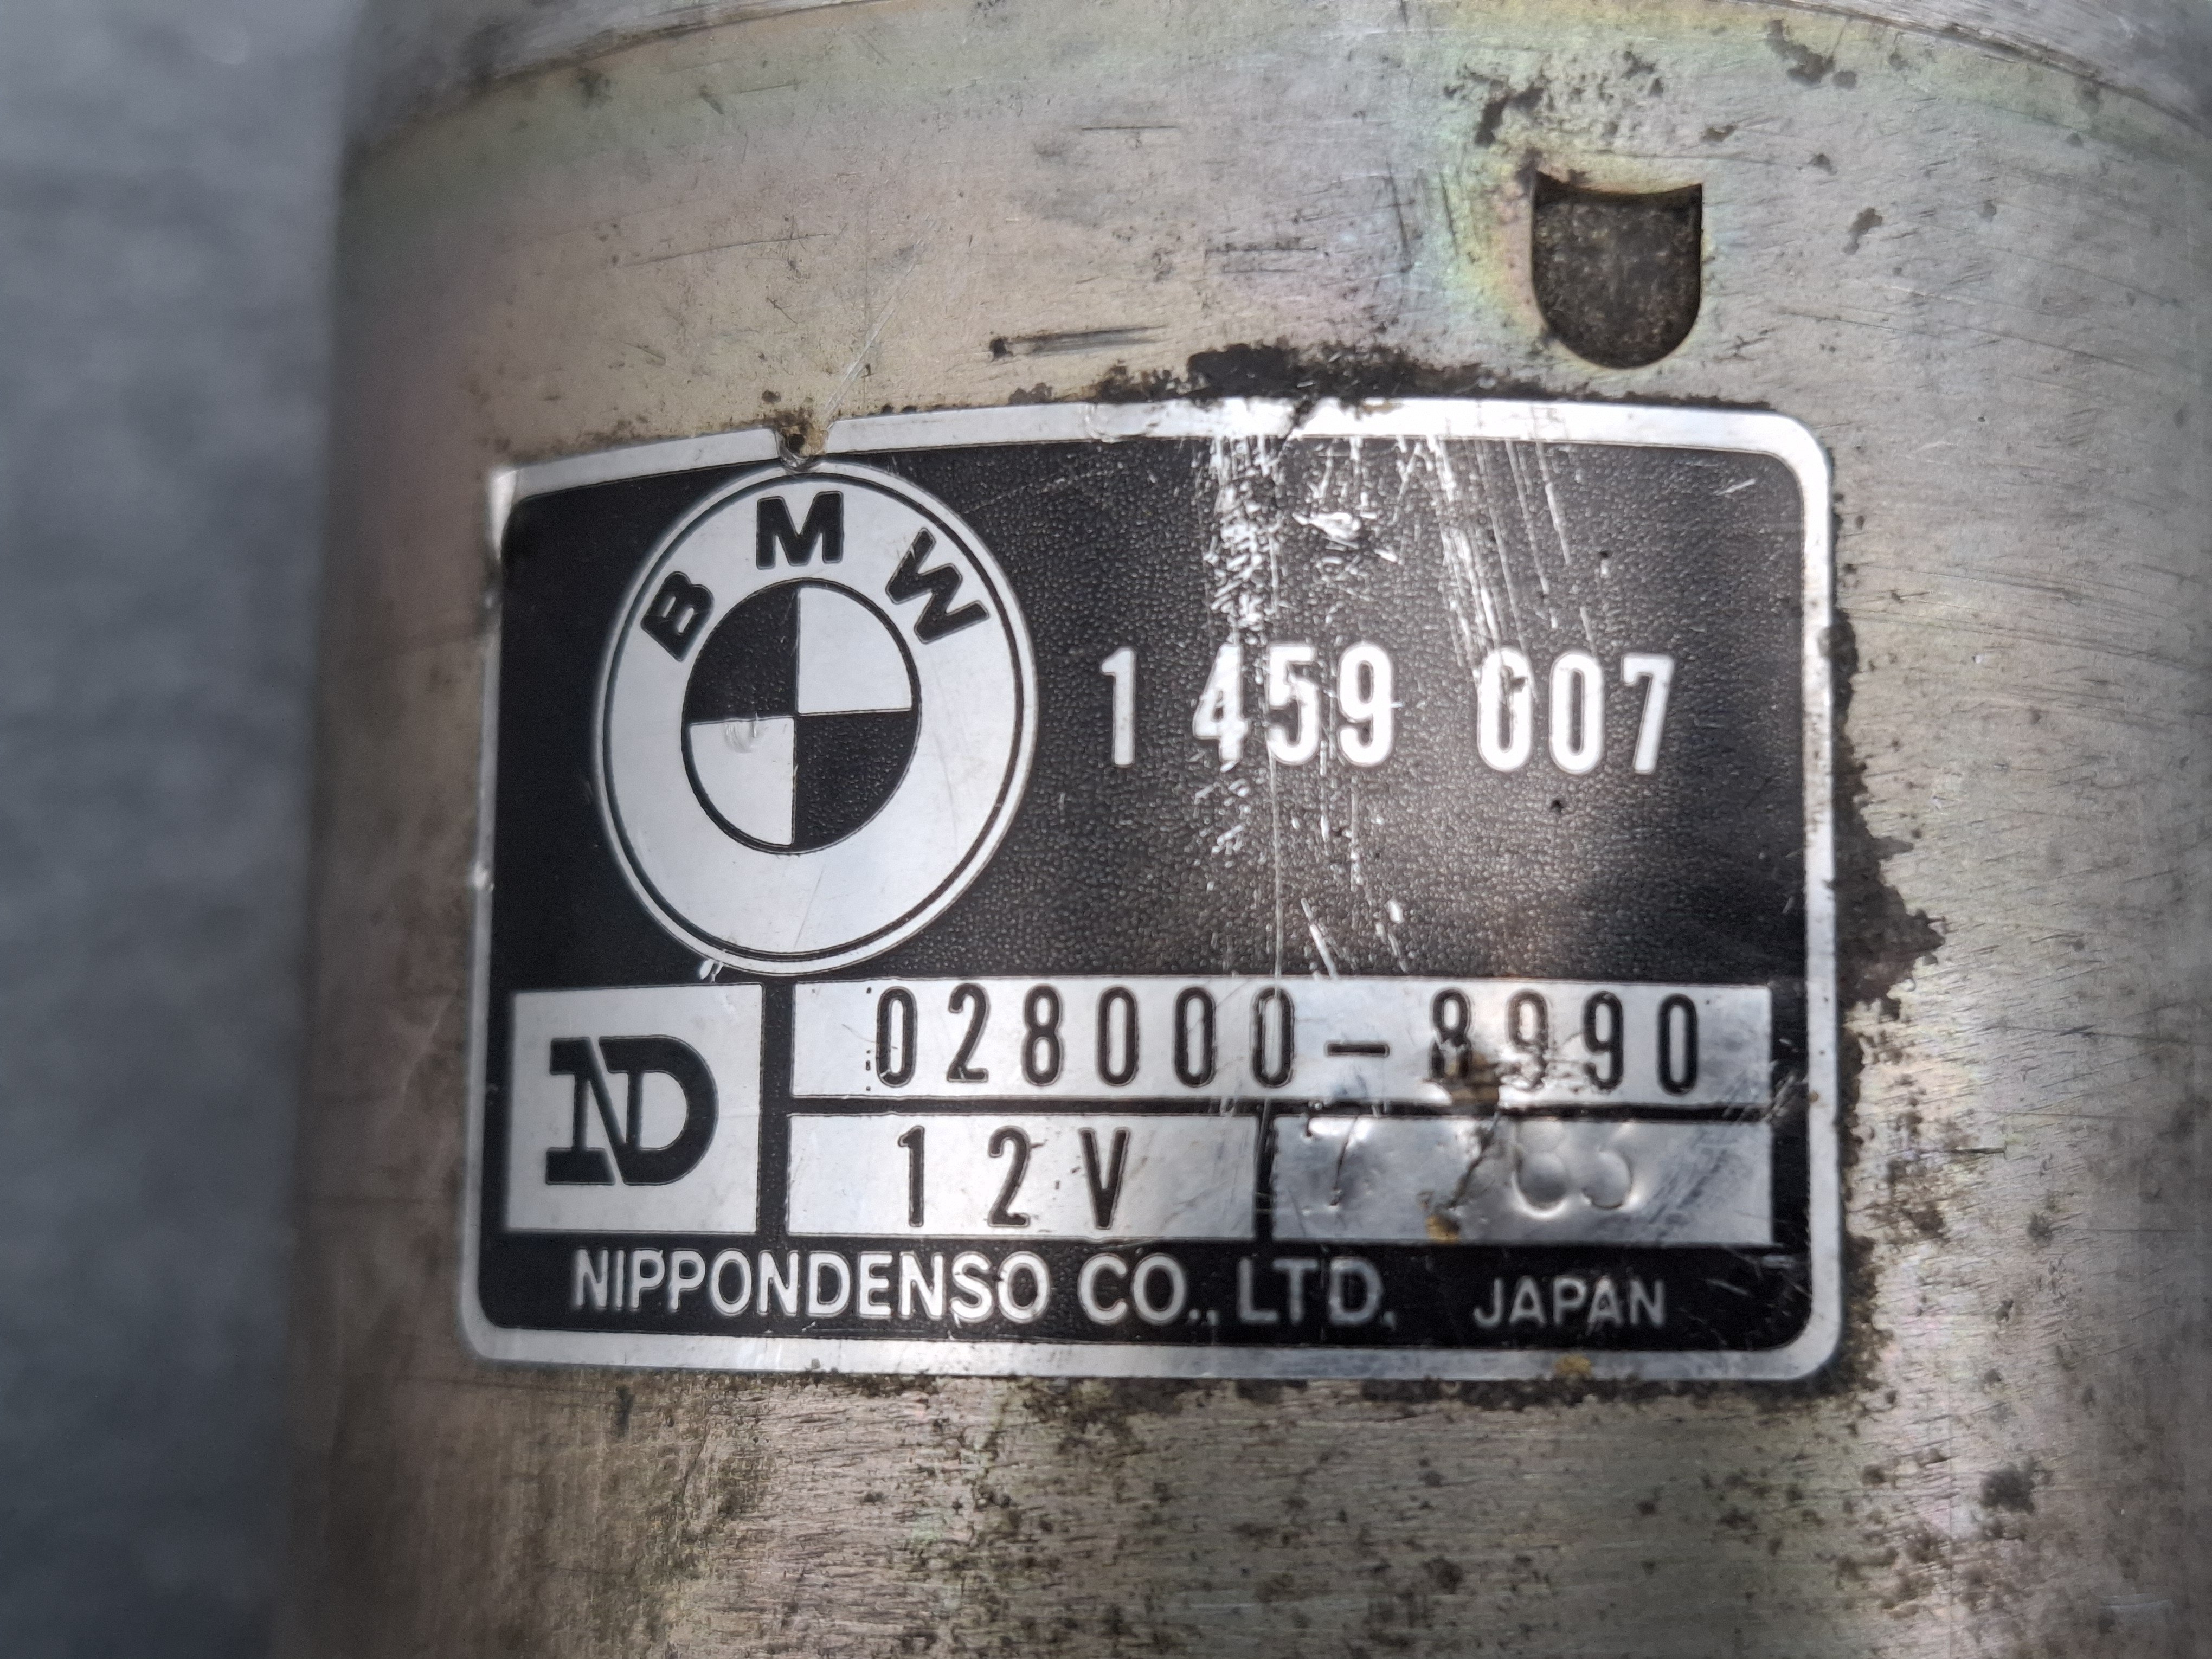 BMW
1 459 007
ND
028000-8990
12V
NIPPONDENSO CO., LTD. JAPAN